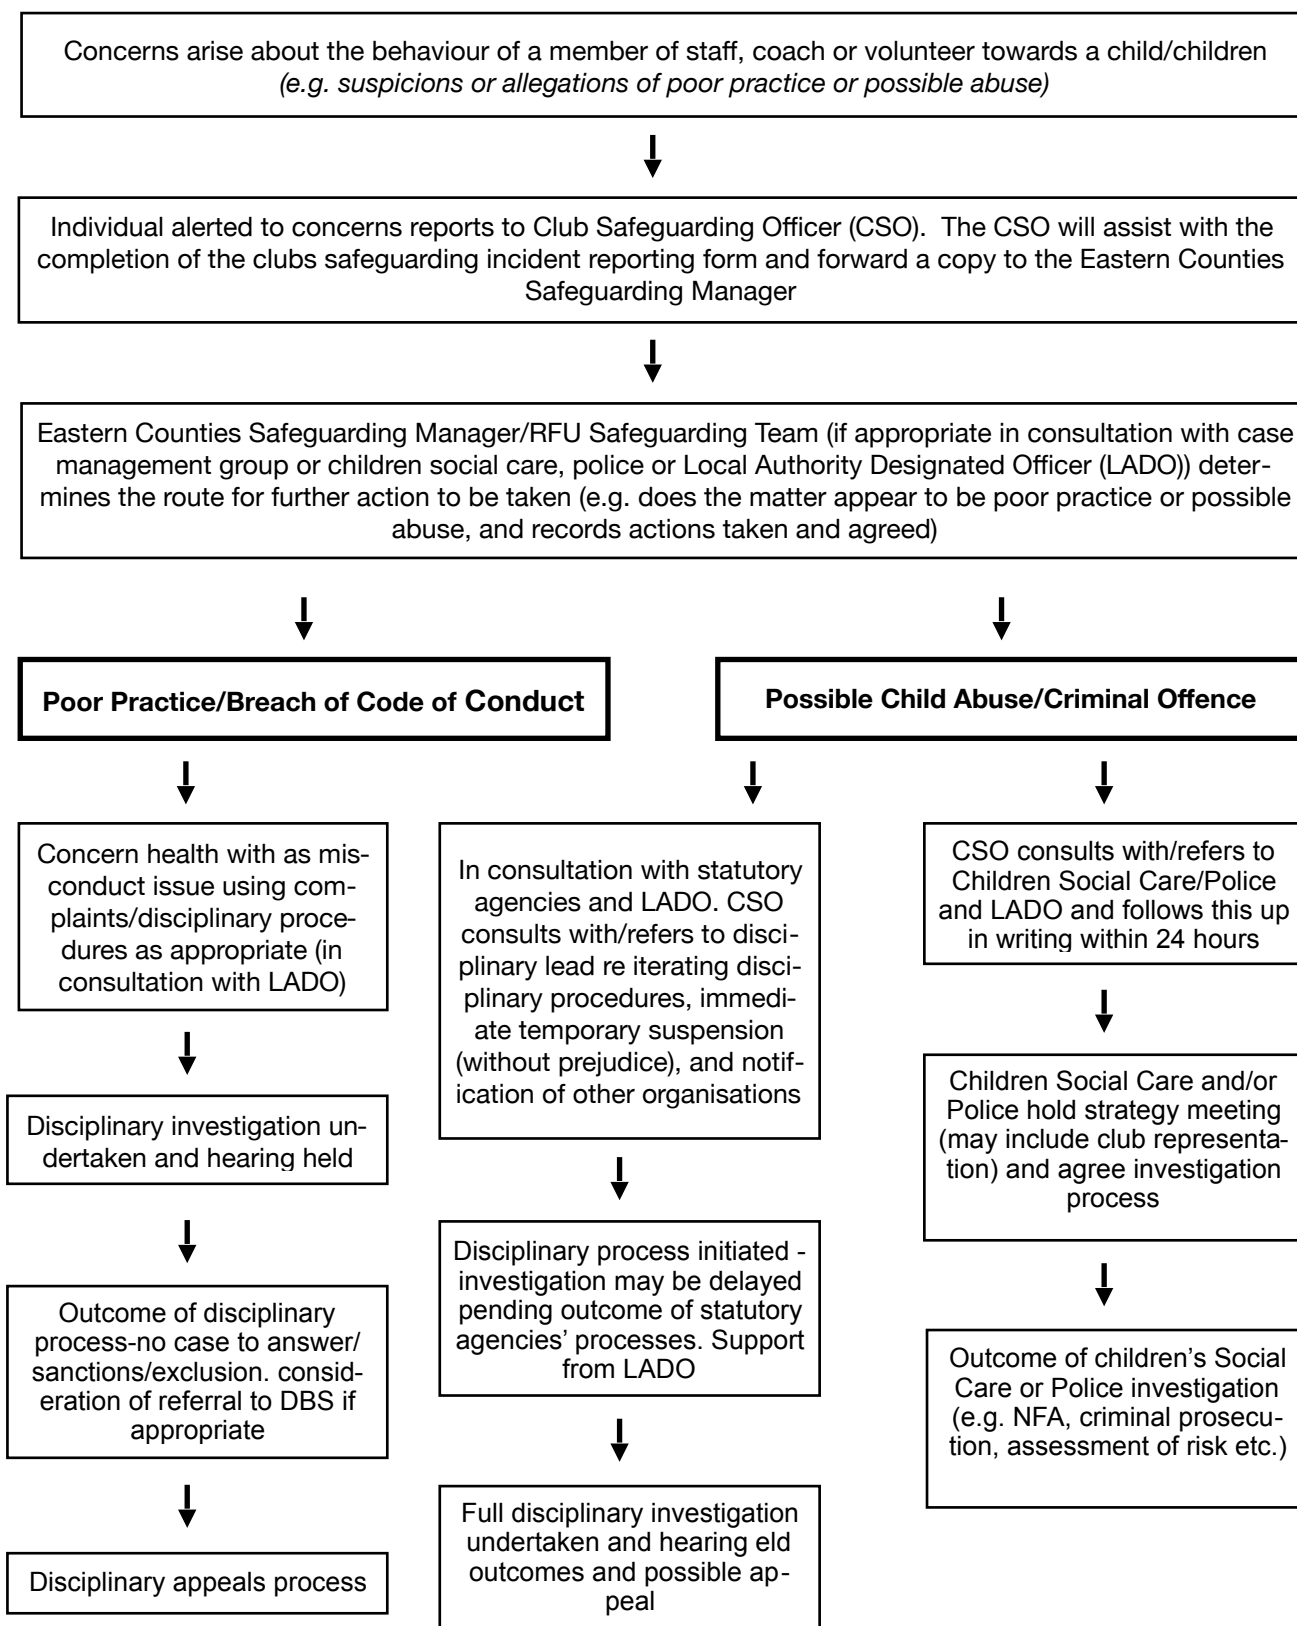 Concerns arise about the behaviour of a member of staff, coach or volunteer towards a child/children
(e.g. suspicions or allegations of poor practice or possible abuse)
Individual alerted to concerns reports to Club Safeguarding Officer (CSO).  The CSO will assist with the
completion of the clubs safeguarding incident reporting form and forward a copy to the Eastern Counties
Safeguarding Manager
Eastern Counties Safeguarding Manager/RFU Safeguarding Team (if appropriate in consultation with case
management group or children social care, police or Local Authority Designated Officer (LADO)) deter-
mines the route for further action to be taken (e.g. does the matter appear to be poor practice or possible
abuse, and records actions taken and agreed)
Poor Practice/Breach of Code of Conduct
Possible Child Abuse/Criminal Offence
Concern health with as mis-
conduct issue using com-
plaints/disciplinary proce-
dures as appropriate (in
consultation with LADO)
Disciplinary investigation un-
dertaken and hearing held
Outcome of disciplinary
process-no case to answer/
sanctions/exclusion. consid-
eration of referral to DBS if
appropriate
Disciplinary appeals process
In consultation with statutory
agencies and LADO. CSO
consults with/refers to disci-
plinary lead re iterating disci-
plinary procedures, immedi-
ate temporary suspension
(without prejudice), and notif-
ication of other organisations
Disciplinary process initiated -
investigation may be delayed
pending outcome of statutory
agencies’ processes. Support
from LADO
Full disciplinary investigation
undertaken and hearing eld
outcomes and possible ap-
peal
CSO consults with/refers to
Children Social Care/Police
and LADO and follows this up
in writing within 24 hours
Children Social Care and/or
Police hold strategy meeting
(may include club representa-
tion) and agree investigation
process
Outcome of children’s Social
Care or Police investigation
(e.g. NFA, criminal prosecu-
tion, assessment of risk etc.)